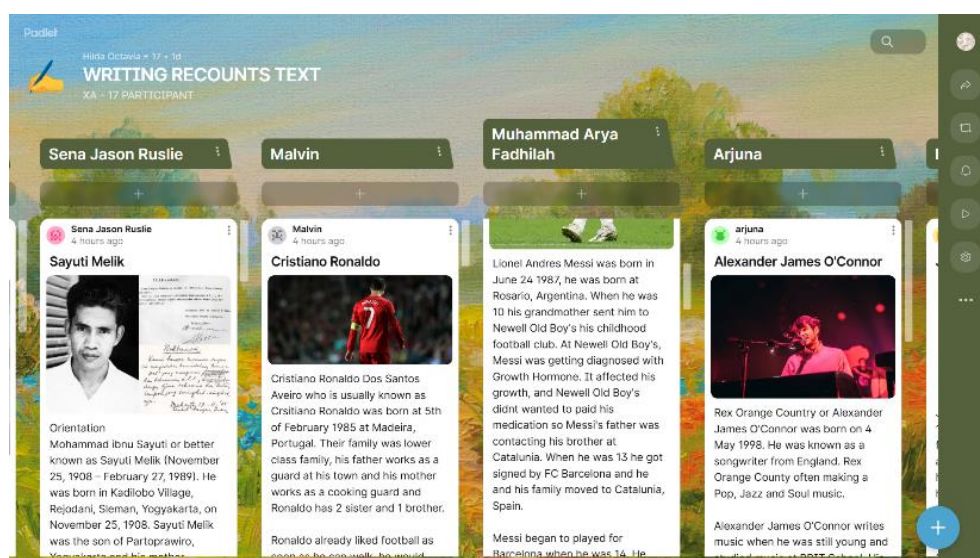 Padlet
Hilda Octavia • 17 • 1d
WRITING RECOUNTS TEXT
XA - 17 PARTICIPANT
Sena Jason Ruslie
Sena Jason Ruslie
4 hours ago
Sayuti Melik
Orientation
Mohammad ibnu Sayuti or better
known as Sayuti Melik (November
25, 1908 – February 27, 1989). He
was born in Kadilobo Village,
Rejodani, Sleman, Yogyakarta, on
November 25, 1908. Sayuti Melik
was the son of Partoprawiro,
Malvin
Malvin
4 hours ago
Cristiano Ronaldo
7
Cristiano Ronaldo Dos Santos
Aveiro who is usually known as
Crsitiano Ronaldo was born at 5th
of February 1985 at Madeira,
Portugal. Their family was lower
class family, his father works as a
guard at his town and his mother
works as a cooking guard and
Ronaldo has 2 sister and 1 brother.
Ronaldo already liked football as
soon as he can walk, he would
Muhammad Arya
Fadhilah
Lionel Andres Messi was born in
June 24 1987, he was born at
Rosario, Argentina. When he was
10 his grandmother sent him to
Newell Old Boy's his childhood
football club. At Newell Old Boy's,
Messi was getting diagnosed with
Growth Hormone. It affected his
growth, and Newell Old Boy's
didnt wanted to paid his
medication so Messi's father was
contacting his brother at
Catalunia. When he was 13 he got
signed by FC Barcelona and he
and his family moved to Catalunia,
Spain.
Messi began to played for
Barcelona when he was 14. He
Arjuna
arjuna
4 hours ago
Alexander James O'Connor
Rex Orange Country or Alexander
James O'Connor was born on 4
May 1998. He was known as a
songwriter from England. Rex
Orange County often making a
Pop, Jazz and Soul music.
Alexander James O'Connor writes
music when he was still young and